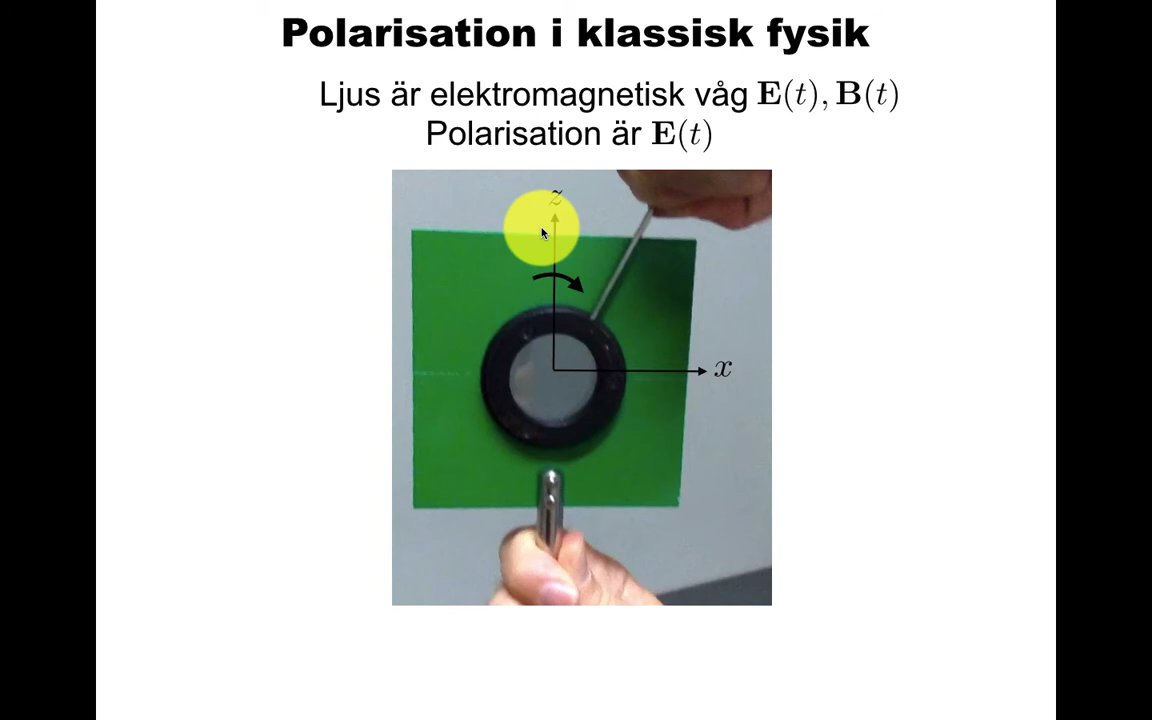 Polarisation i klassisk fysik
Ljus är elektromagnetisk våg E(t), B(t)
Polarisation är E(t)
z
x